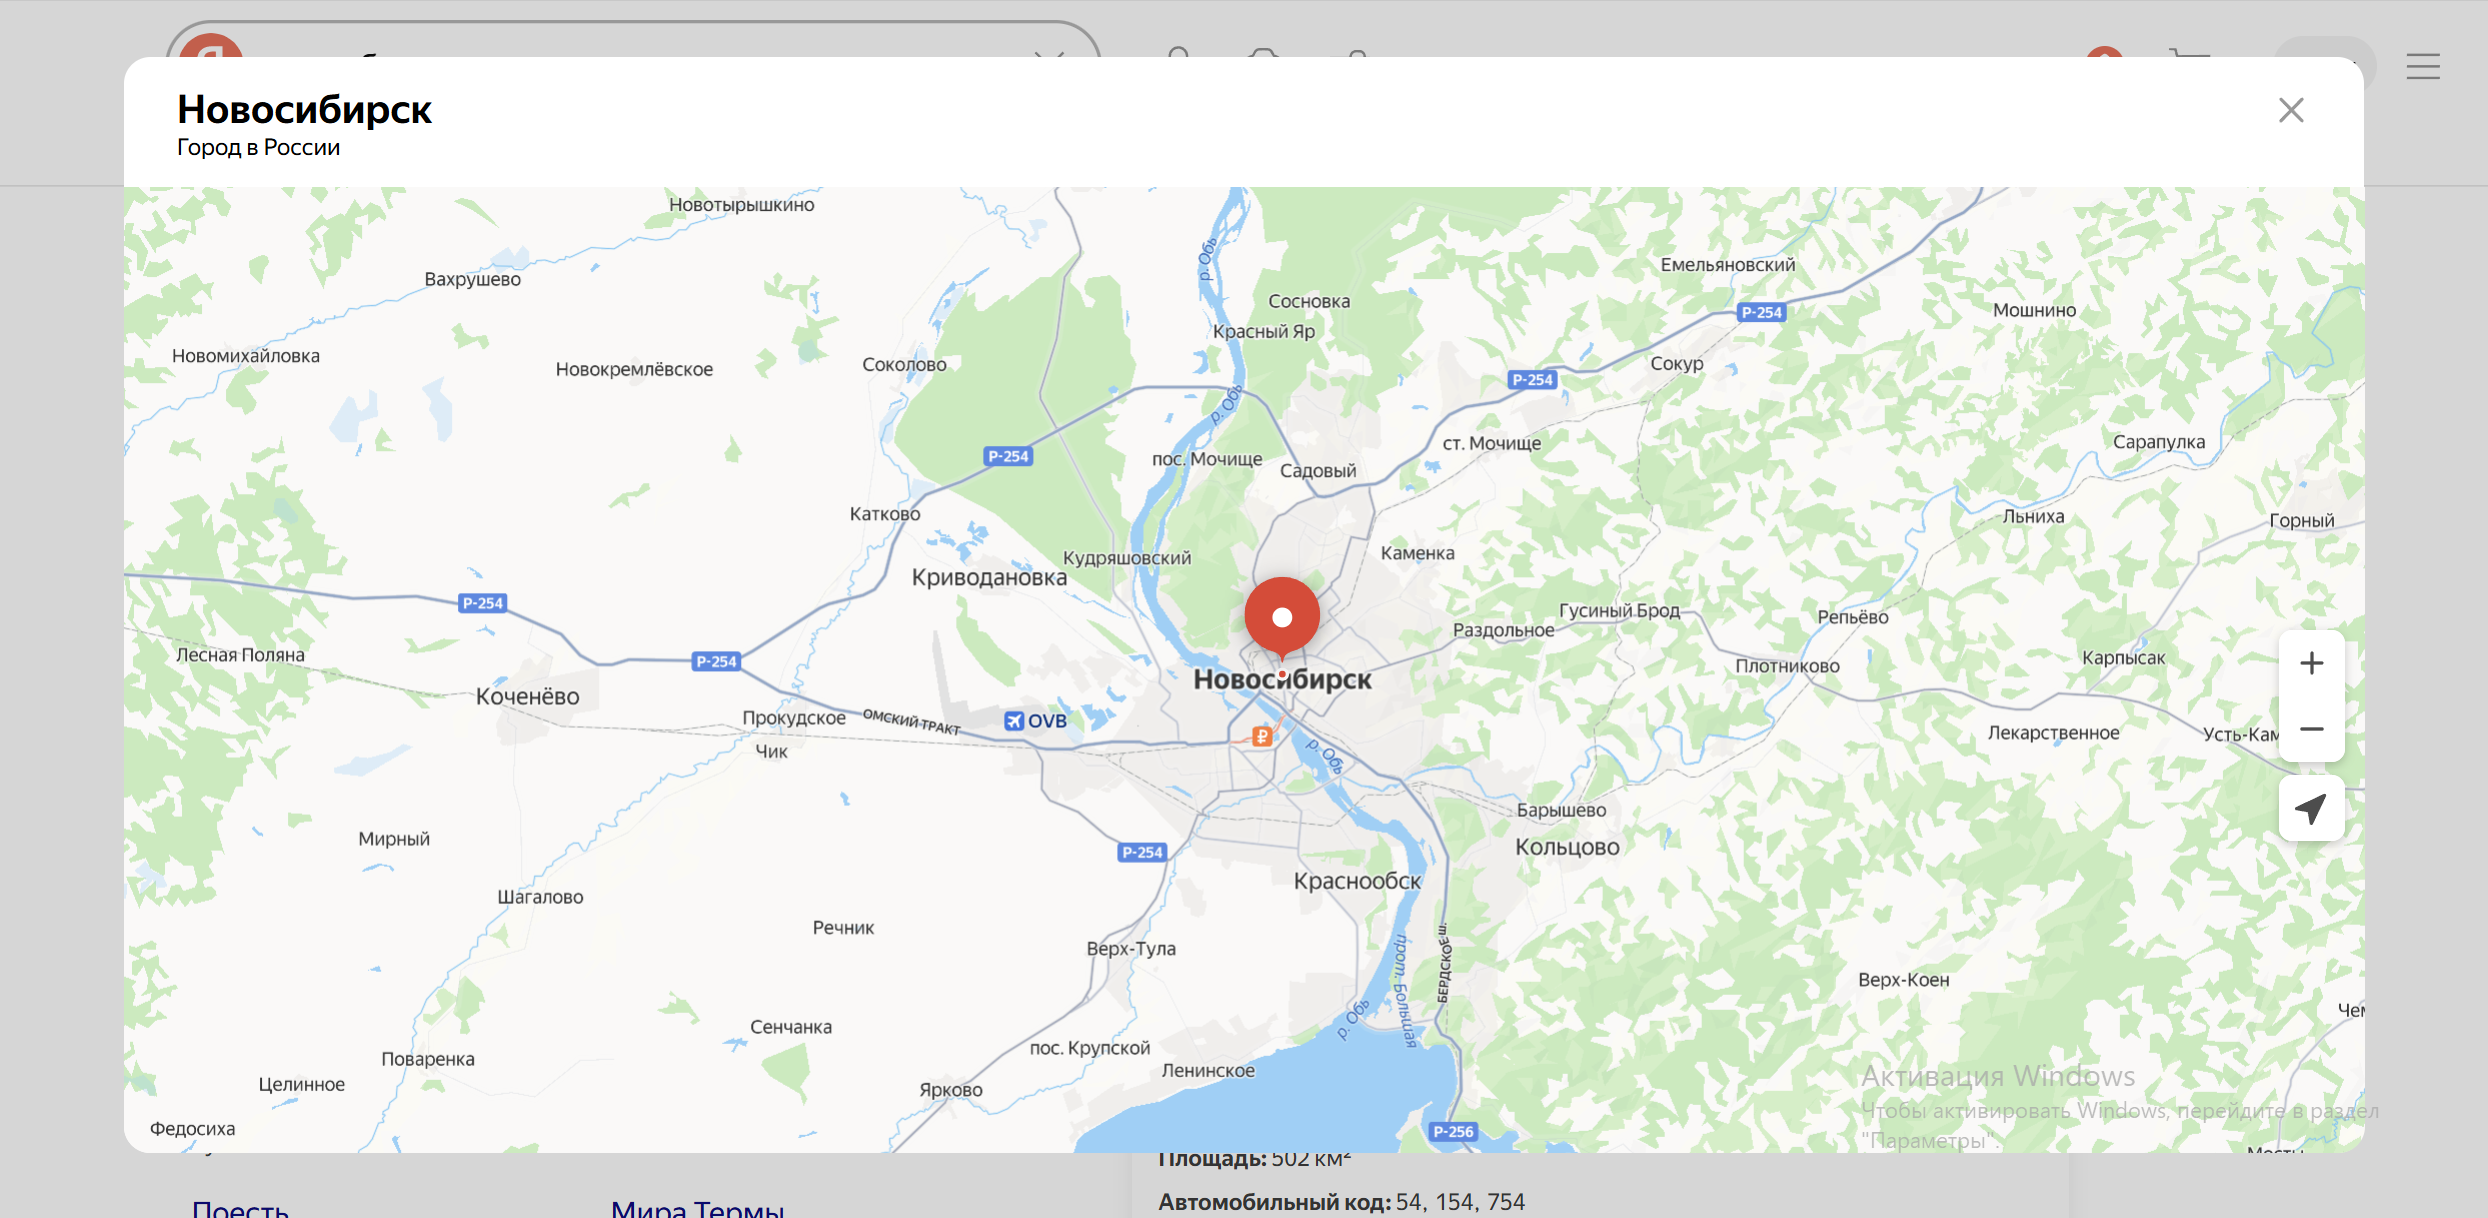 Новосибирск
Город в России
Новотырышкино
р. Обь
Емельяновский
Вахрушево
Сосновка
Р-254
Мошнино
Красный Яр
Новомихайловка
Новокремлёвское
Соколово
Сокур
Р-254
р. Обь
Р-254
пос. Мочище
ст. Мочище
Сарапулка
Садовый
Катково
Льниха
Горный
Кудряшовский
Каменка
Криводановка
Р-254
Гусиный Брод
Репьёво
Раздольное
Лесная Поляна
Р-254
Плотниково
Карпысак
Новосибирск
Коченёво
Прокудское
ОМСКИЙ ТРАКТ
OVB
₽
Лекарственное
Усть-Кам
Чик
р. Обь
Барышево
Мирный
Кольцово
Р-254
Краснообск
Шагалово
Речник
Верх-Тула
БЕРДСКОЕ Ш.
прот. Большая
Верх-Коен
р. Обь
Чем
Сенчанка
пос. Крупской
Поваренка
Ленинское
Целинное
Ярково
Активация Windows
Чтобы активировать Windows, перейдите в раздел
"Параметры".
Федосиха
Р-256
Площадь: 502 км²
Автомобильный код: 54, 154, 754
Поесть
Мира Термы